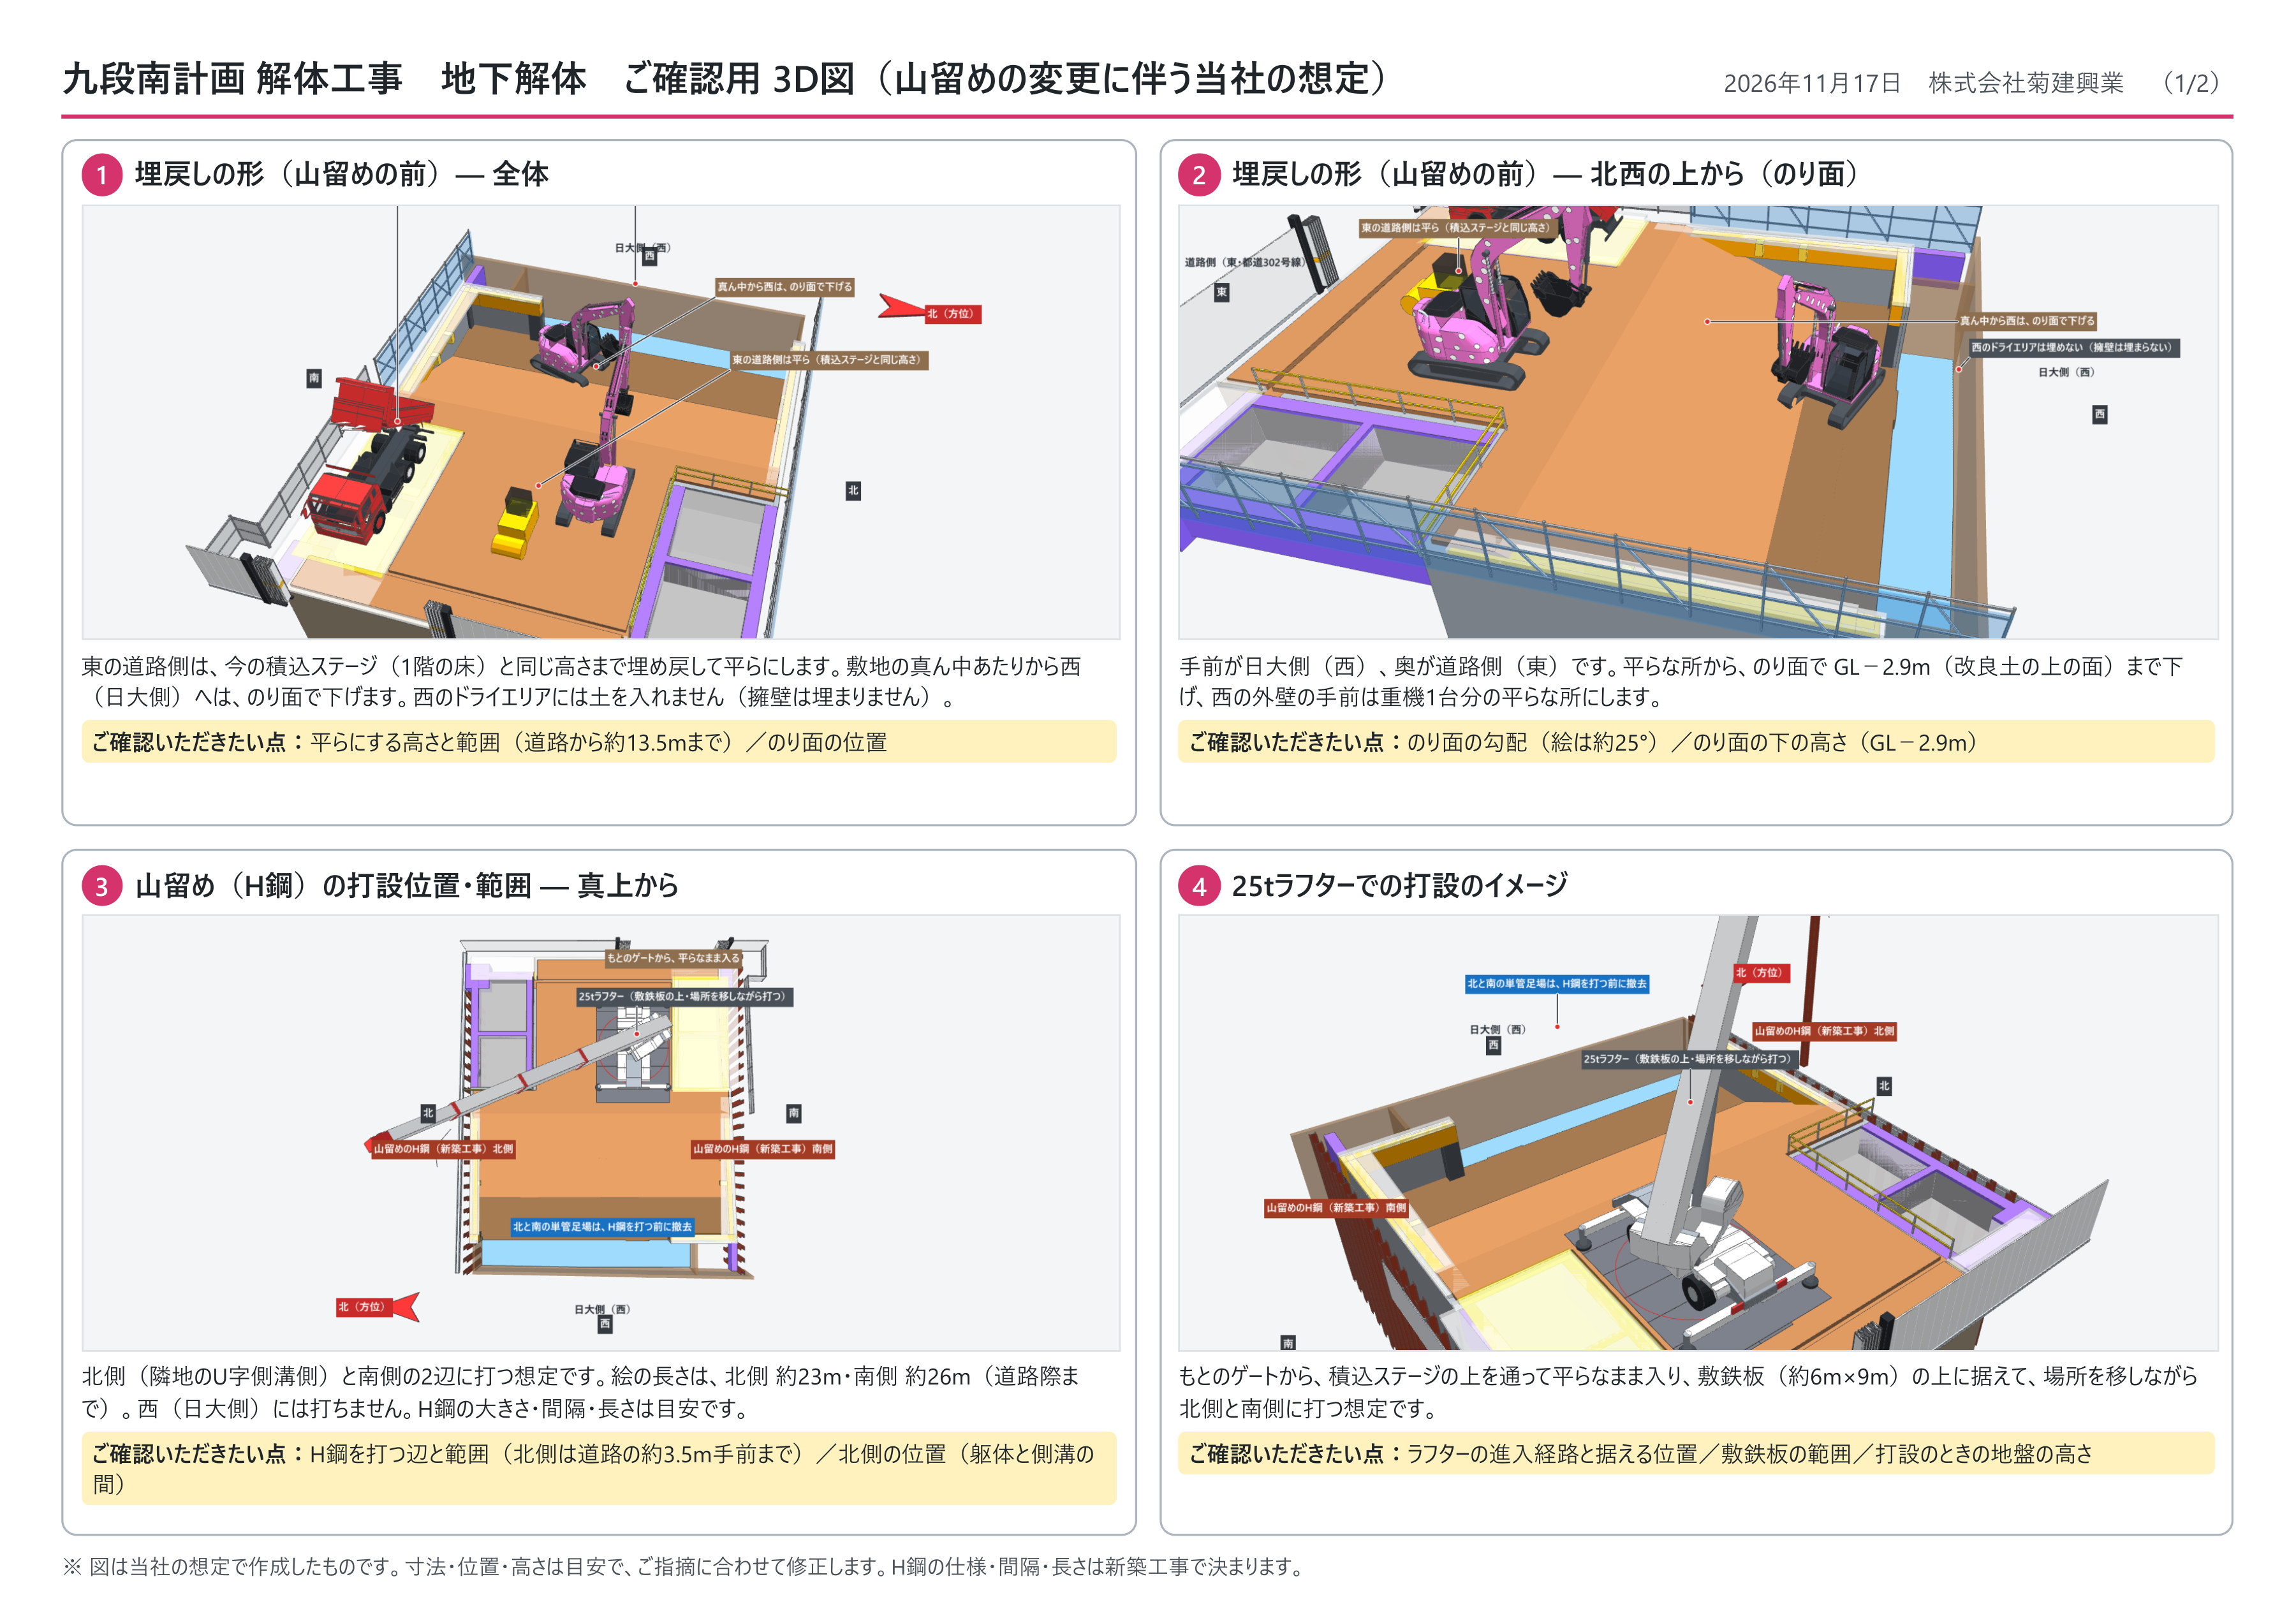 九段南計画 解体工事　地下解体　ご確認用 3D図（山留めの変更に伴う当社の想定）
2026年11月17日　株式会社菊建興業　（1/2）
1 埋戻しの形（山留めの前）— 全体
日大側（西）
西
真ん中から西は、のり面で下げる
北（方位）
東の道路側は平ら（積込ステージと同じ高さ）
南
北
東の道路側は、今の積込ステージ（1階の床）と同じ高さまで埋め戻して平らにします。敷地の真ん中あたりから西
（日大側）へは、のり面で下げます。西のドライエリアには土を入れません（擁壁は埋まりません）。
ご確認いただきたい点：平らにする高さと範囲（道路から約13.5mまで）／のり面の位置
2 埋戻しの形（山留めの前）— 北西の上から（のり面）
東の道路側は平ら（積込ステージと同じ高さ）
道路側（東・都道302号線）
東
真ん中から西は、のり面で下げる
西のドライエリアは埋めない（擁壁は埋まらない）
日大側（西）
西
手前が日大側（西）、奥が道路側（東）です。平らな所から、のり面で GL－2.9m（改良土の上の面）まで下
げ、西の外壁の手前は重機1台分の平らな所にします。
ご確認いただきたい点：のり面の勾配（絵は約25°）／のり面の下の高さ（GL－2.9m）
3 山留め（H鋼）の打設位置・範囲 — 真上から
もとのゲートから、平らなまま入る
25tラフター（敷鉄板の上・場所を移しながら打つ）
北
南
山留めのH鋼（新築工事）北側
山留めのH鋼（新築工事）南側
北と南の単管足場は、H鋼を打つ前に撤去
北（方位）
日大側（西）
西
北側（隣地のU字側溝側）と南側の2辺に打つ想定です。絵の長さは、北側 約23m・南側 約26m（道路際ま
で）。西（日大側）には打ちません。H鋼の大きさ・間隔・長さは目安です。
ご確認いただきたい点：H鋼を打つ辺と範囲（北側は道路の約3.5m手前まで）／北側の位置（躯体と側溝の
間）
4 25tラフターでの打設のイメージ
北（方位）
北と南の単管足場は、H鋼を打つ前に撤去
日大側（西）
西
山留めのH鋼（新築工事）北側
25tラフター（敷鉄板の上・場所を移しながら打つ）
北
山留めのH鋼（新築工事）南側
南
もとのゲートから、積込ステージの上を通って平らなまま入り、敷鉄板（約6m×9m）の上に据えて、場所を移しながら
北側と南側に打つ想定です。
ご確認いただきたい点：ラフターの進入経路と据える位置／敷鉄板の範囲／打設のときの地盤の高さ
※ 図は当社の想定で作成したものです。寸法・位置・高さは目安で、ご指摘に合わせて修正します。H鋼の仕様・間隔・長さは新築工事で決まります。